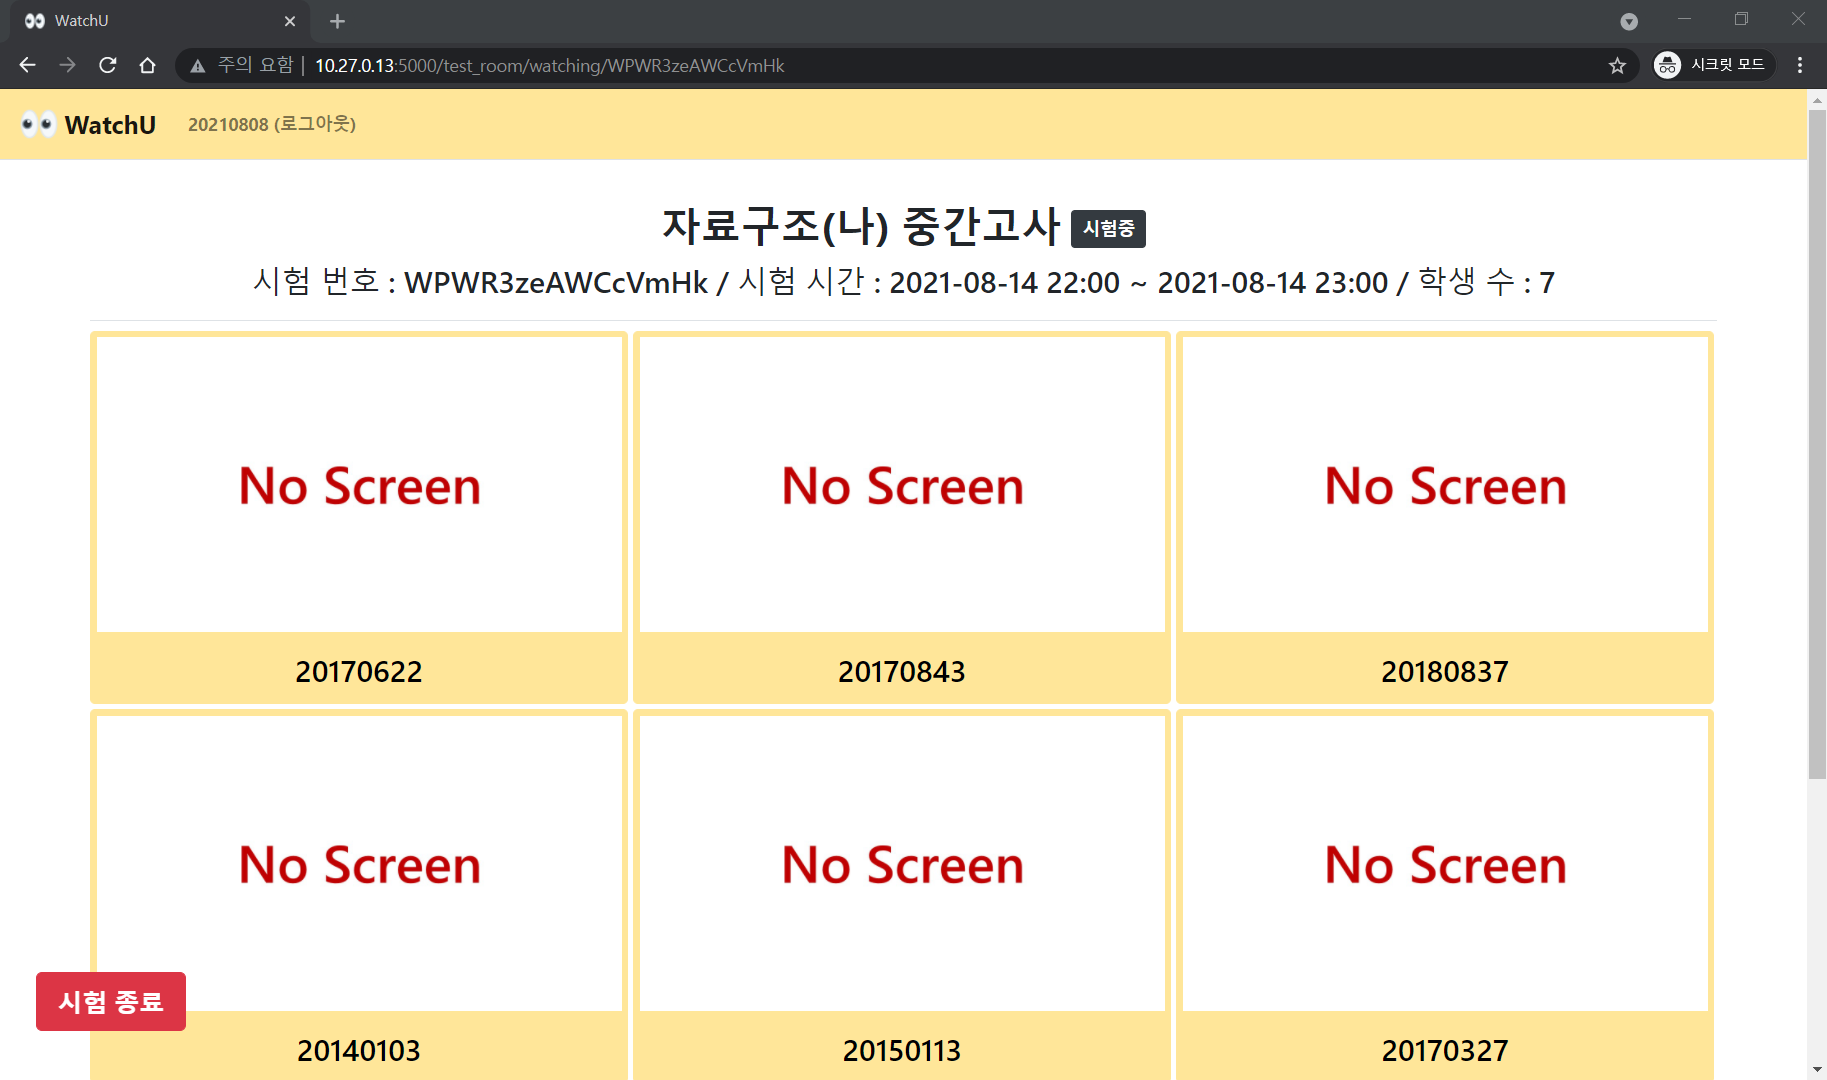 WatchU
주의 요함 | 10.27.0.13:5000/test_room/watching/WPWR3zeAWCcVmHk
시크릿 모드
WatchU 20210808 (로그아웃)
자료구조(나) 중간고사 시험중
시험 번호 : WPWR3zeAWCcVmHk / 시험 시간 : 2021-08-14 22:00 ~ 2021-08-14 23:00 / 학생 수 : 7
No Screen No Screen No Screen
20170622 20170843 20180837
No Screen No Screen No Screen
시험 종료
20140103 20150113 20170327